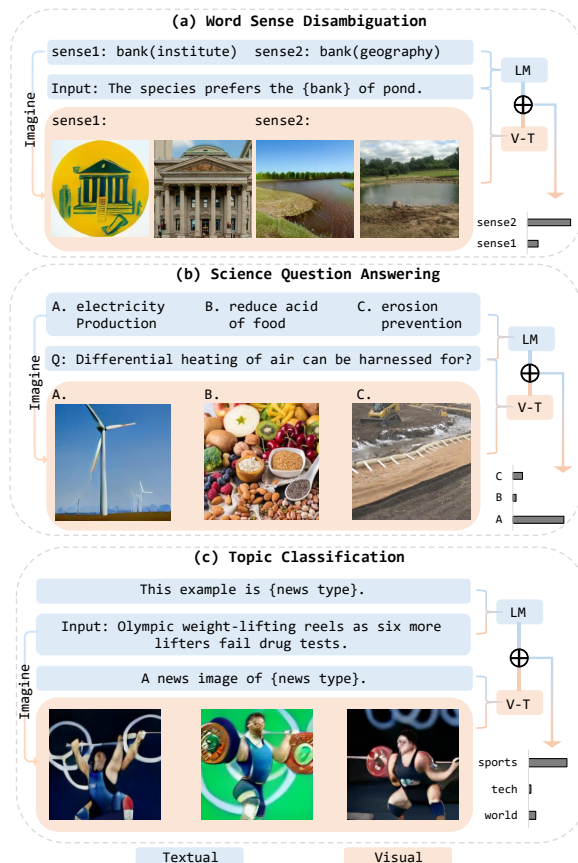 (a) Word Sense Disambiguation
sense1: bank(institute) sense2: bank(geography)
LM
Input: The species prefers the {bank} of pond.
Imagine
sense1: sense2:
V-T
sense2
sense1
(b) Science Question Answering
A. electricity Production B. reduce acid of food C. erosion prevention
LM
Q: Differential heating of air can be harnessed for?
Imagine
A. B. C.
V-T
C
B
A
(c) Topic Classification
This example is {news type}.
LM
Input: Olympic weight-lifting reels as six more
lifters fail drug tests.
Imagine
A news image of {news type}.
V-T
sports
tech
world
Textual Visual